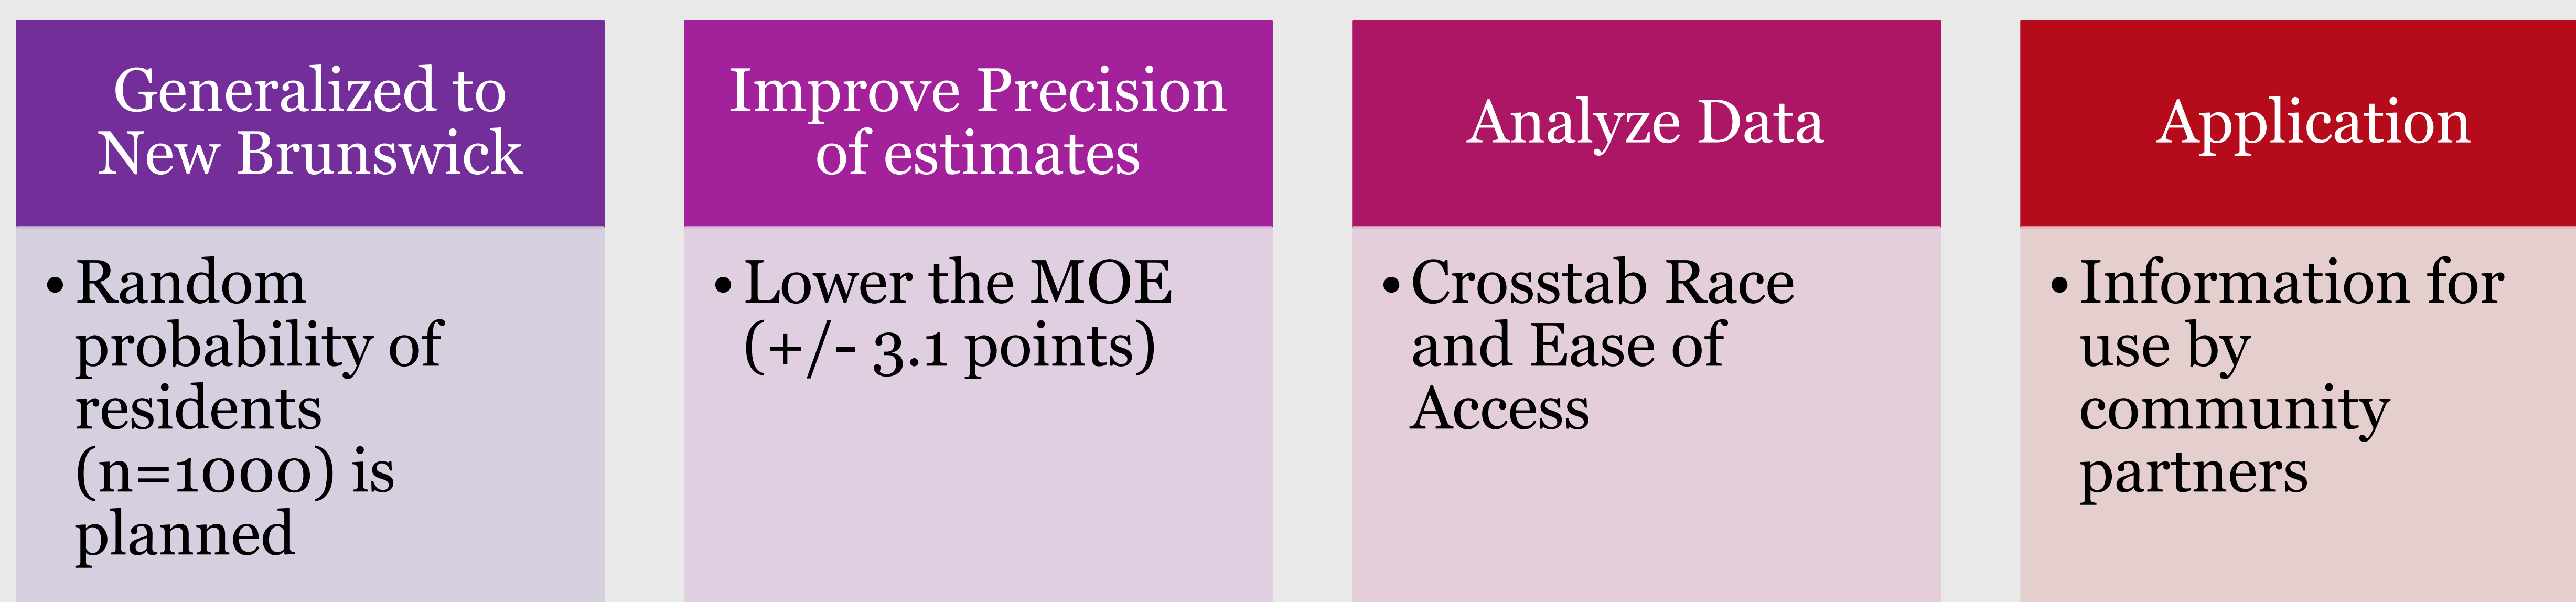 Generalized to
New Brunswick
• Random
probability of
residents
(n=1000) is
planned
Improve Precision
of estimates
• Lower the MOE
(+/- 3.1 points)
Analyze Data
• Crosstab Race
and Ease of
Access
Application
• Information for
use by
community
partners